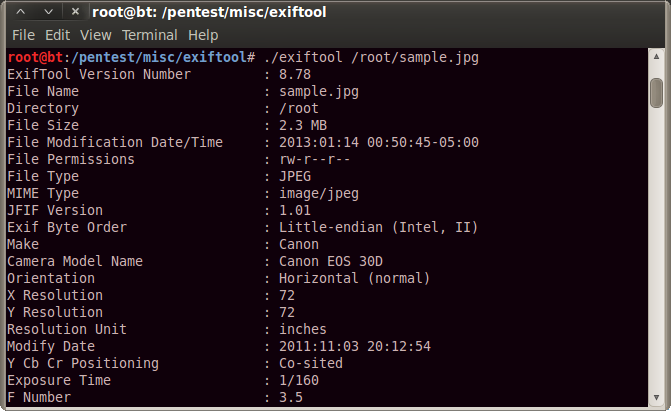 root@bt: /pentest/misc/exiftool
File Edit View Terminal Help
root@bt:/pentest/misc/exiftool# ./exiftool /root/sample.jpg
ExifTool Version Number : 8.78
File Name : sample.jpg
Directory : /root
File Size : 2.3 MB
File Modification Date/Time : 2013:01:14 00:50:45-05:00
File Permissions : rw-r--r--
File Type : JPEG
MIME Type : image/jpeg
JFIF Version : 1.01
Exif Byte Order : Little-endian (Intel, II)
Make : Canon
Camera Model Name : Canon EOS 30D
Orientation : Horizontal (normal)
X Resolution : 72
Y Resolution : 72
Resolution Unit : inches
Modify Date : 2011:11:03 20:12:54
Y Cb Cr Positioning : Co-sited
Exposure Time : 1/160
F Number : 3.5